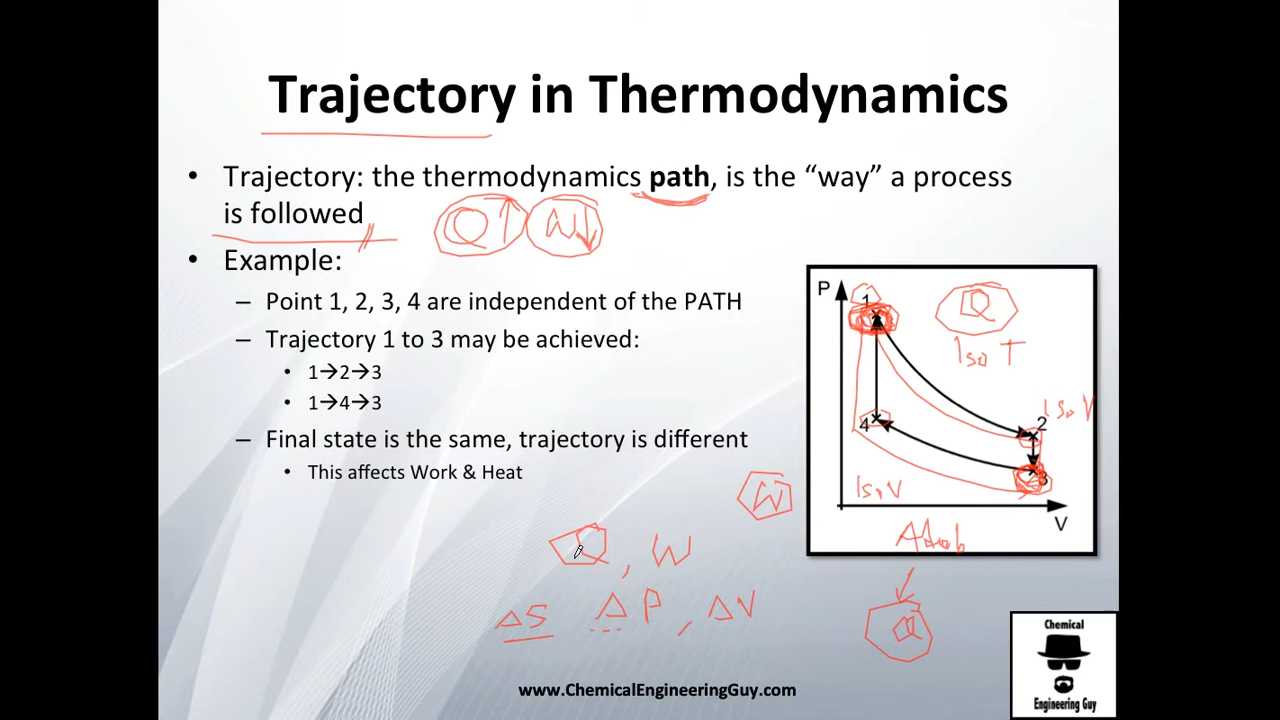 Trajectory in Thermodynamics
• Trajectory: the thermodynamics path, is the “way” a process
is followed
Q↑ W↓
• Example:
– Point 1, 2, 3, 4 are independent of the PATH
– Trajectory 1 to 3 may be achieved:
• 1→2→3
• 1→4→3
– Final state is the same, trajectory is different
• This affects Work & Heat
P
1
Q
Iso T
Iso V
2
4
3
Iso V
V
W
Q, W
ΔS ΔP, ΔV
Q
Chemical
Engineering Guy
www.ChemicalEngineeringGuy.com